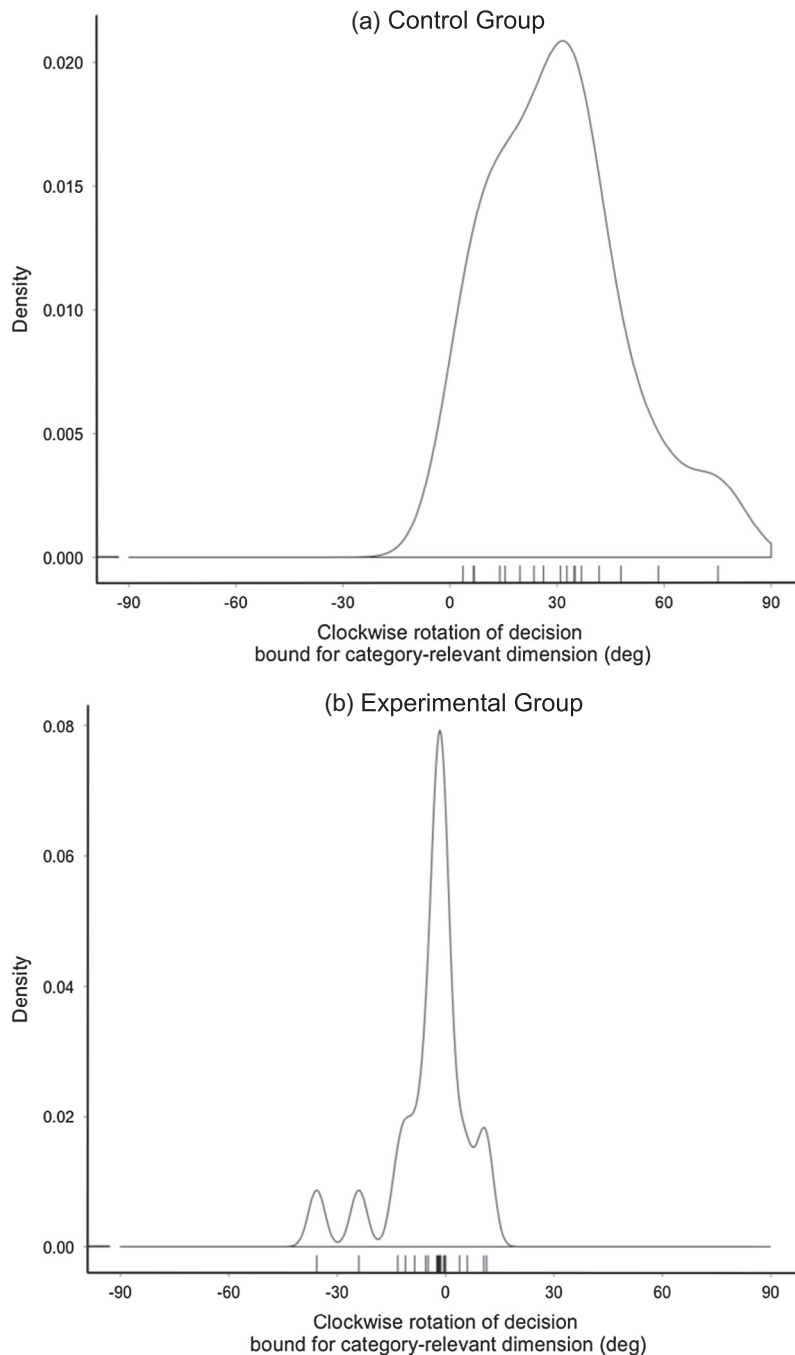 (a) Control Group
0.020
0.015
0.010
0.005
0.000
Density
-90 -60 -30 0 30 60 90
Clockwise rotation of decision
bound for category-relevant dimension (deg)
(b) Experimental Group
0.08
0.06
0.04
0.02
0.00
Density
-90 -60 -30 0 30 60 90
Clockwise rotation of decision
bound for category-relevant dimension (deg)